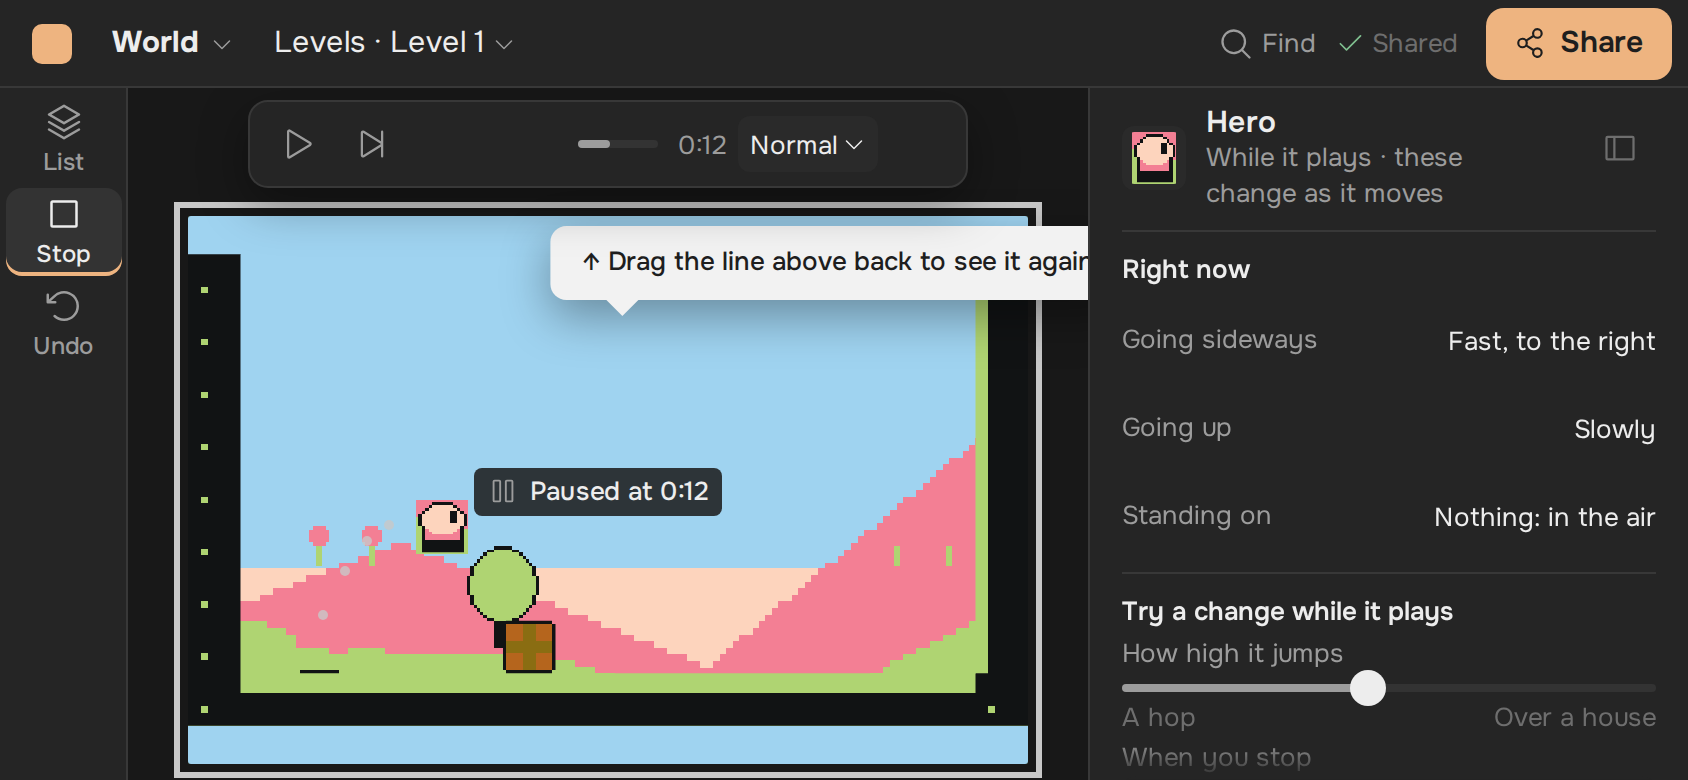 World
Levels · Level 1
Find
Shared
Share
List
Stop
Undo
0:12
Normal
↑ Drag the line above back to see it again
Paused at 0:12
Hero
While it plays · these
change as it moves
Right now
Going sideways
Fast, to the right
Going up
Slowly
Standing on
Nothing: in the air
Try a change while it plays
How high it jumps
A hop
Over a house
When you stop